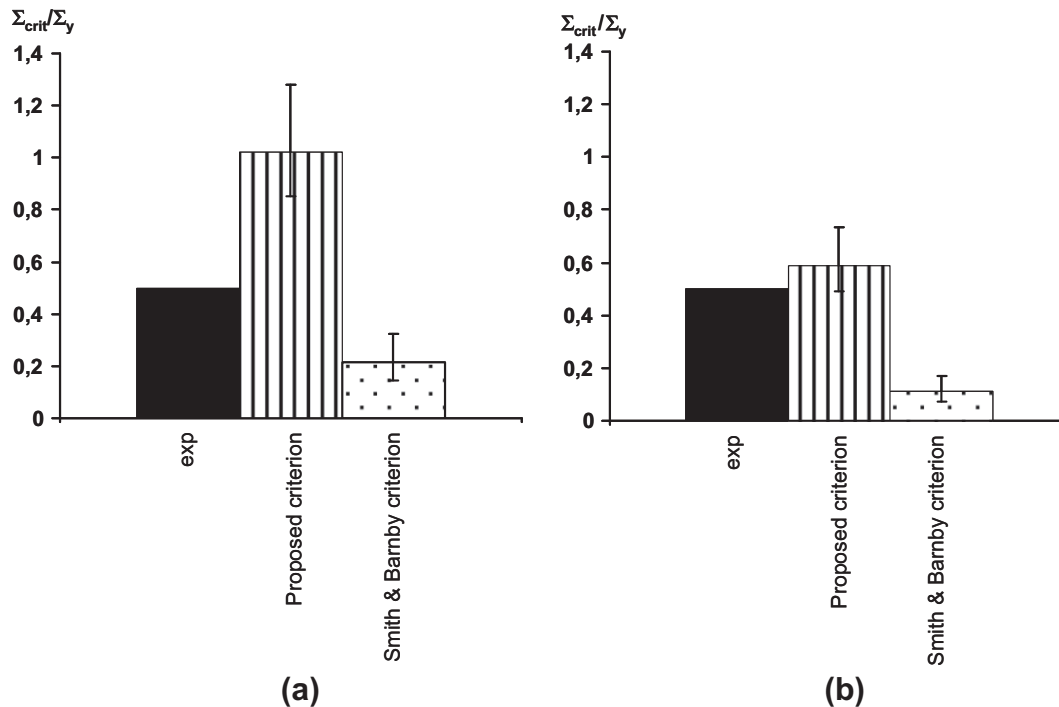 Σcrit/Σy
1,4
1,2
1
0,8
0,6
0,4
0,2
0
exp
Proposed criterion
Smith & Barnby criterion
(a)
Σcrit/Σy
1,4
1,2
1
0,8
0,6
0,4
0,2
0
exp
Proposed criterion
Smith & Barnby criterion
(b)